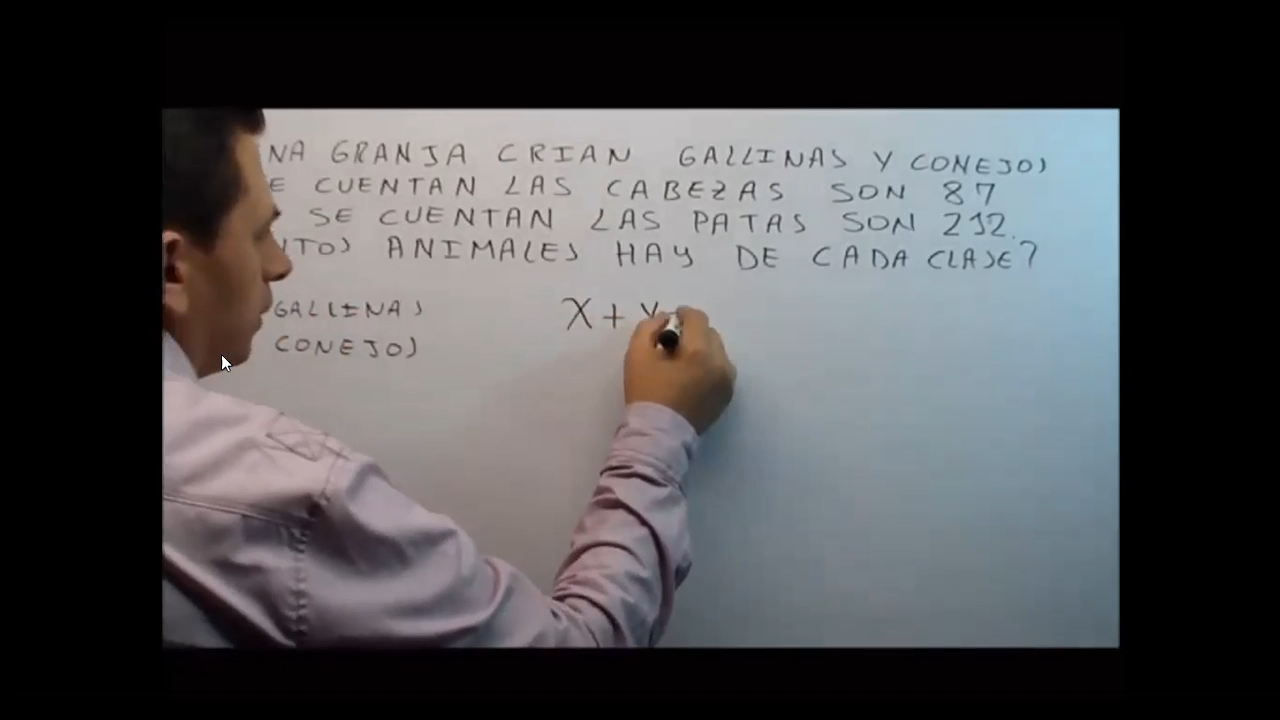 NA GRANJA CRIAN GALLINAS Y CONEJOS
E CUENTAN LAS CABEZAS SON 87
SE CUENTAN LAS PATAS SON 212.
NTOS ANIMALES HAY DE CADA CLASE?
GALLINAS
CONEJOS
X + y